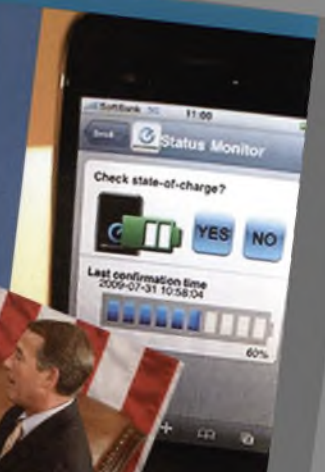 SoftBank 3G 11:00
Status Monitor
Check state-of-charge?
YES NO
Last confirmation time
2009-07-31 10:58:04
60%